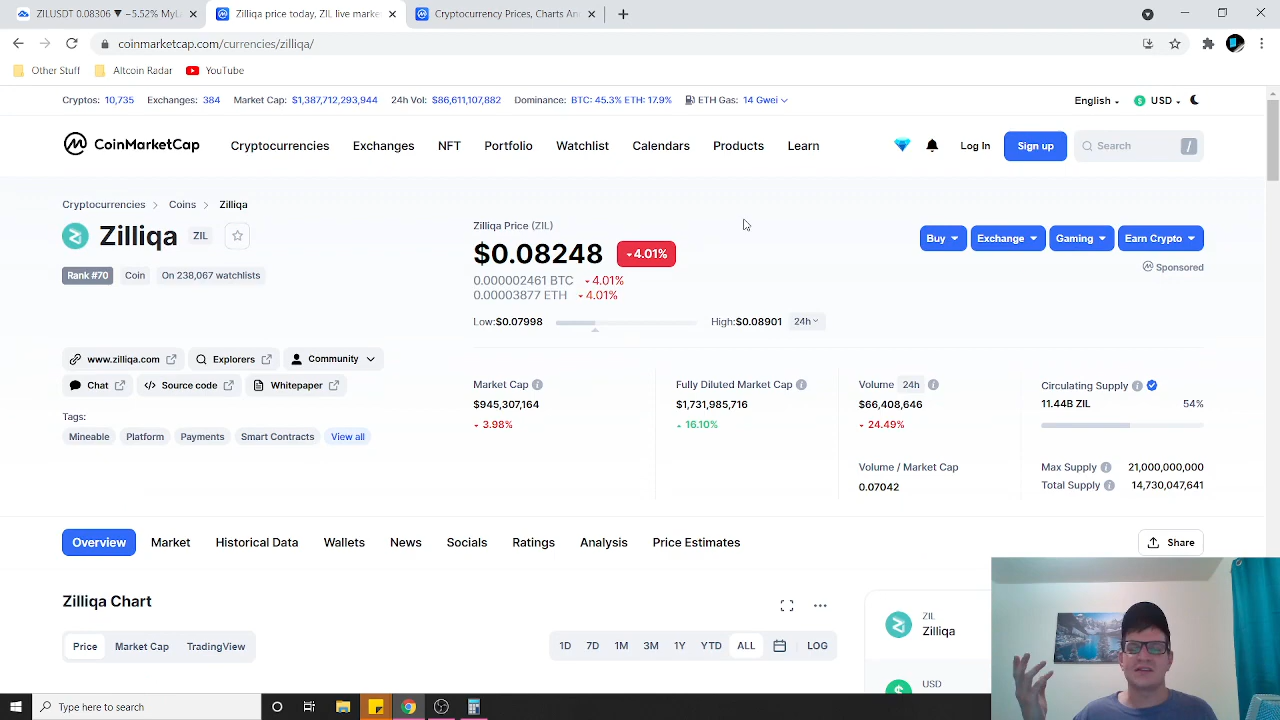 ZILUSDT 0.08306 ▼ −5.52% MyLi
Zilliqa price today, ZIL live marke
Cryptocurrency Prices, Charts An
coinmarketcap.com/currencies/zilliqa/
Other Stuff
Altcoin Radar
YouTube
Cryptos: 10,735 Exchanges: 384 Market Cap: $1,387,712,293,944 24h Vol: $86,611,107,882 Dominance: BTC: 45.3% ETH: 17.9% ETH Gas: 14 Gwei
English
USD
CoinMarketCap
Cryptocurrencies Exchanges NFT Portfolio Watchlist Calendars Products Learn
Log In
Sign up
Search
/
Cryptocurrencies > Coins > Zilliqa
Zilliqa ZIL
Rank #70 Coin On 238,067 watchlists
www.zilliqa.com Explorers Community
Chat Source code Whitepaper
Tags:
Mineable Platform Payments Smart Contracts View all
Zilliqa Price (ZIL)
$0.08248 4.01%
0.000002461 BTC 4.01%
0.00003877 ETH 4.01%
Low:$0.07998 High:$0.08901 24h
Buy Exchange Gaming Earn Crypto
Sponsored
Market Cap
$945,307,164
3.98%
Fully Diluted Market Cap
$1,731,985,716
16.10%
Volume 24h
$66,408,646
24.49%
Volume / Market Cap
0.07042
Circulating Supply
11.44B ZIL 54%
Max Supply 21,000,000,000
Total Supply 14,730,047,641
Overview Market Historical Data Wallets News Socials Ratings Analysis Price Estimates
Share
Zilliqa Chart
Price Market Cap TradingView
1D 7D 1M 3M 1Y YTD ALL LOG
ZIL
Zilliqa
USD
Type here to search